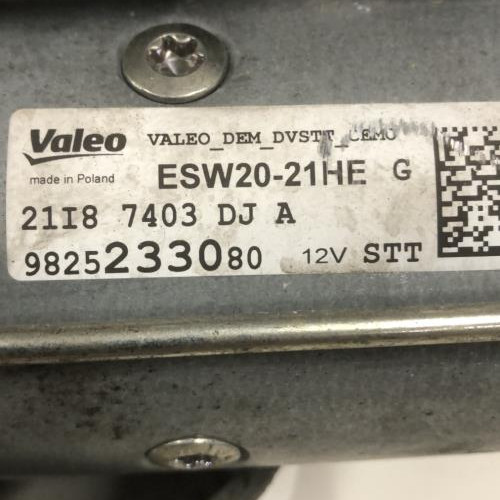 Valeo VALEO_DEM_DVSTT_CEMO
made in Poland ESW20-21HE G
21I8 7403 DJ A
9825233080 12V STT